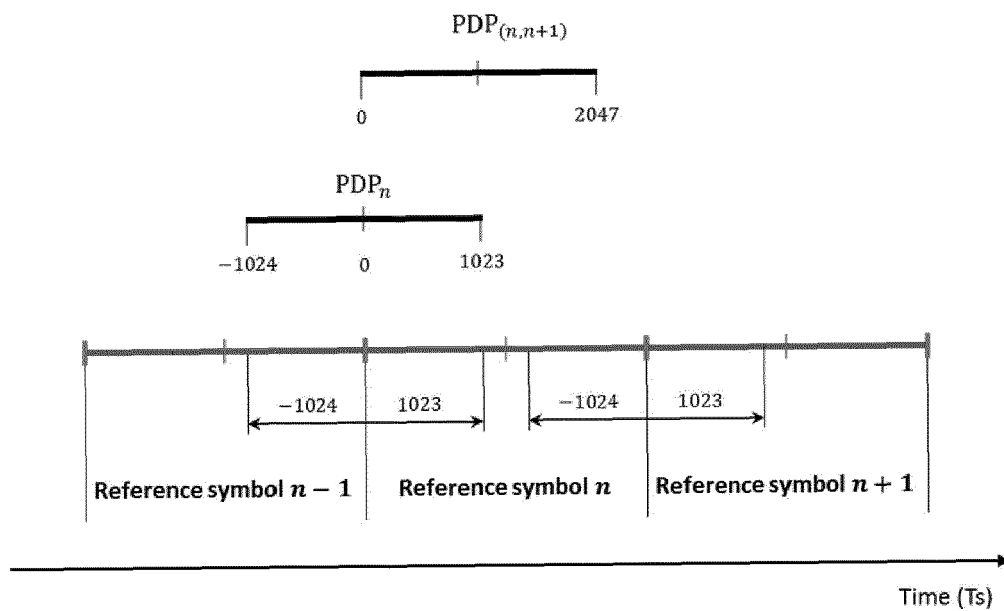 PDP(n,n+1)
0 2047
PDPn
−1024 0 1023
−1024 1023 −1024 1023
Reference symbol n − 1 Reference symbol n Reference symbol n + 1
Time (Ts)